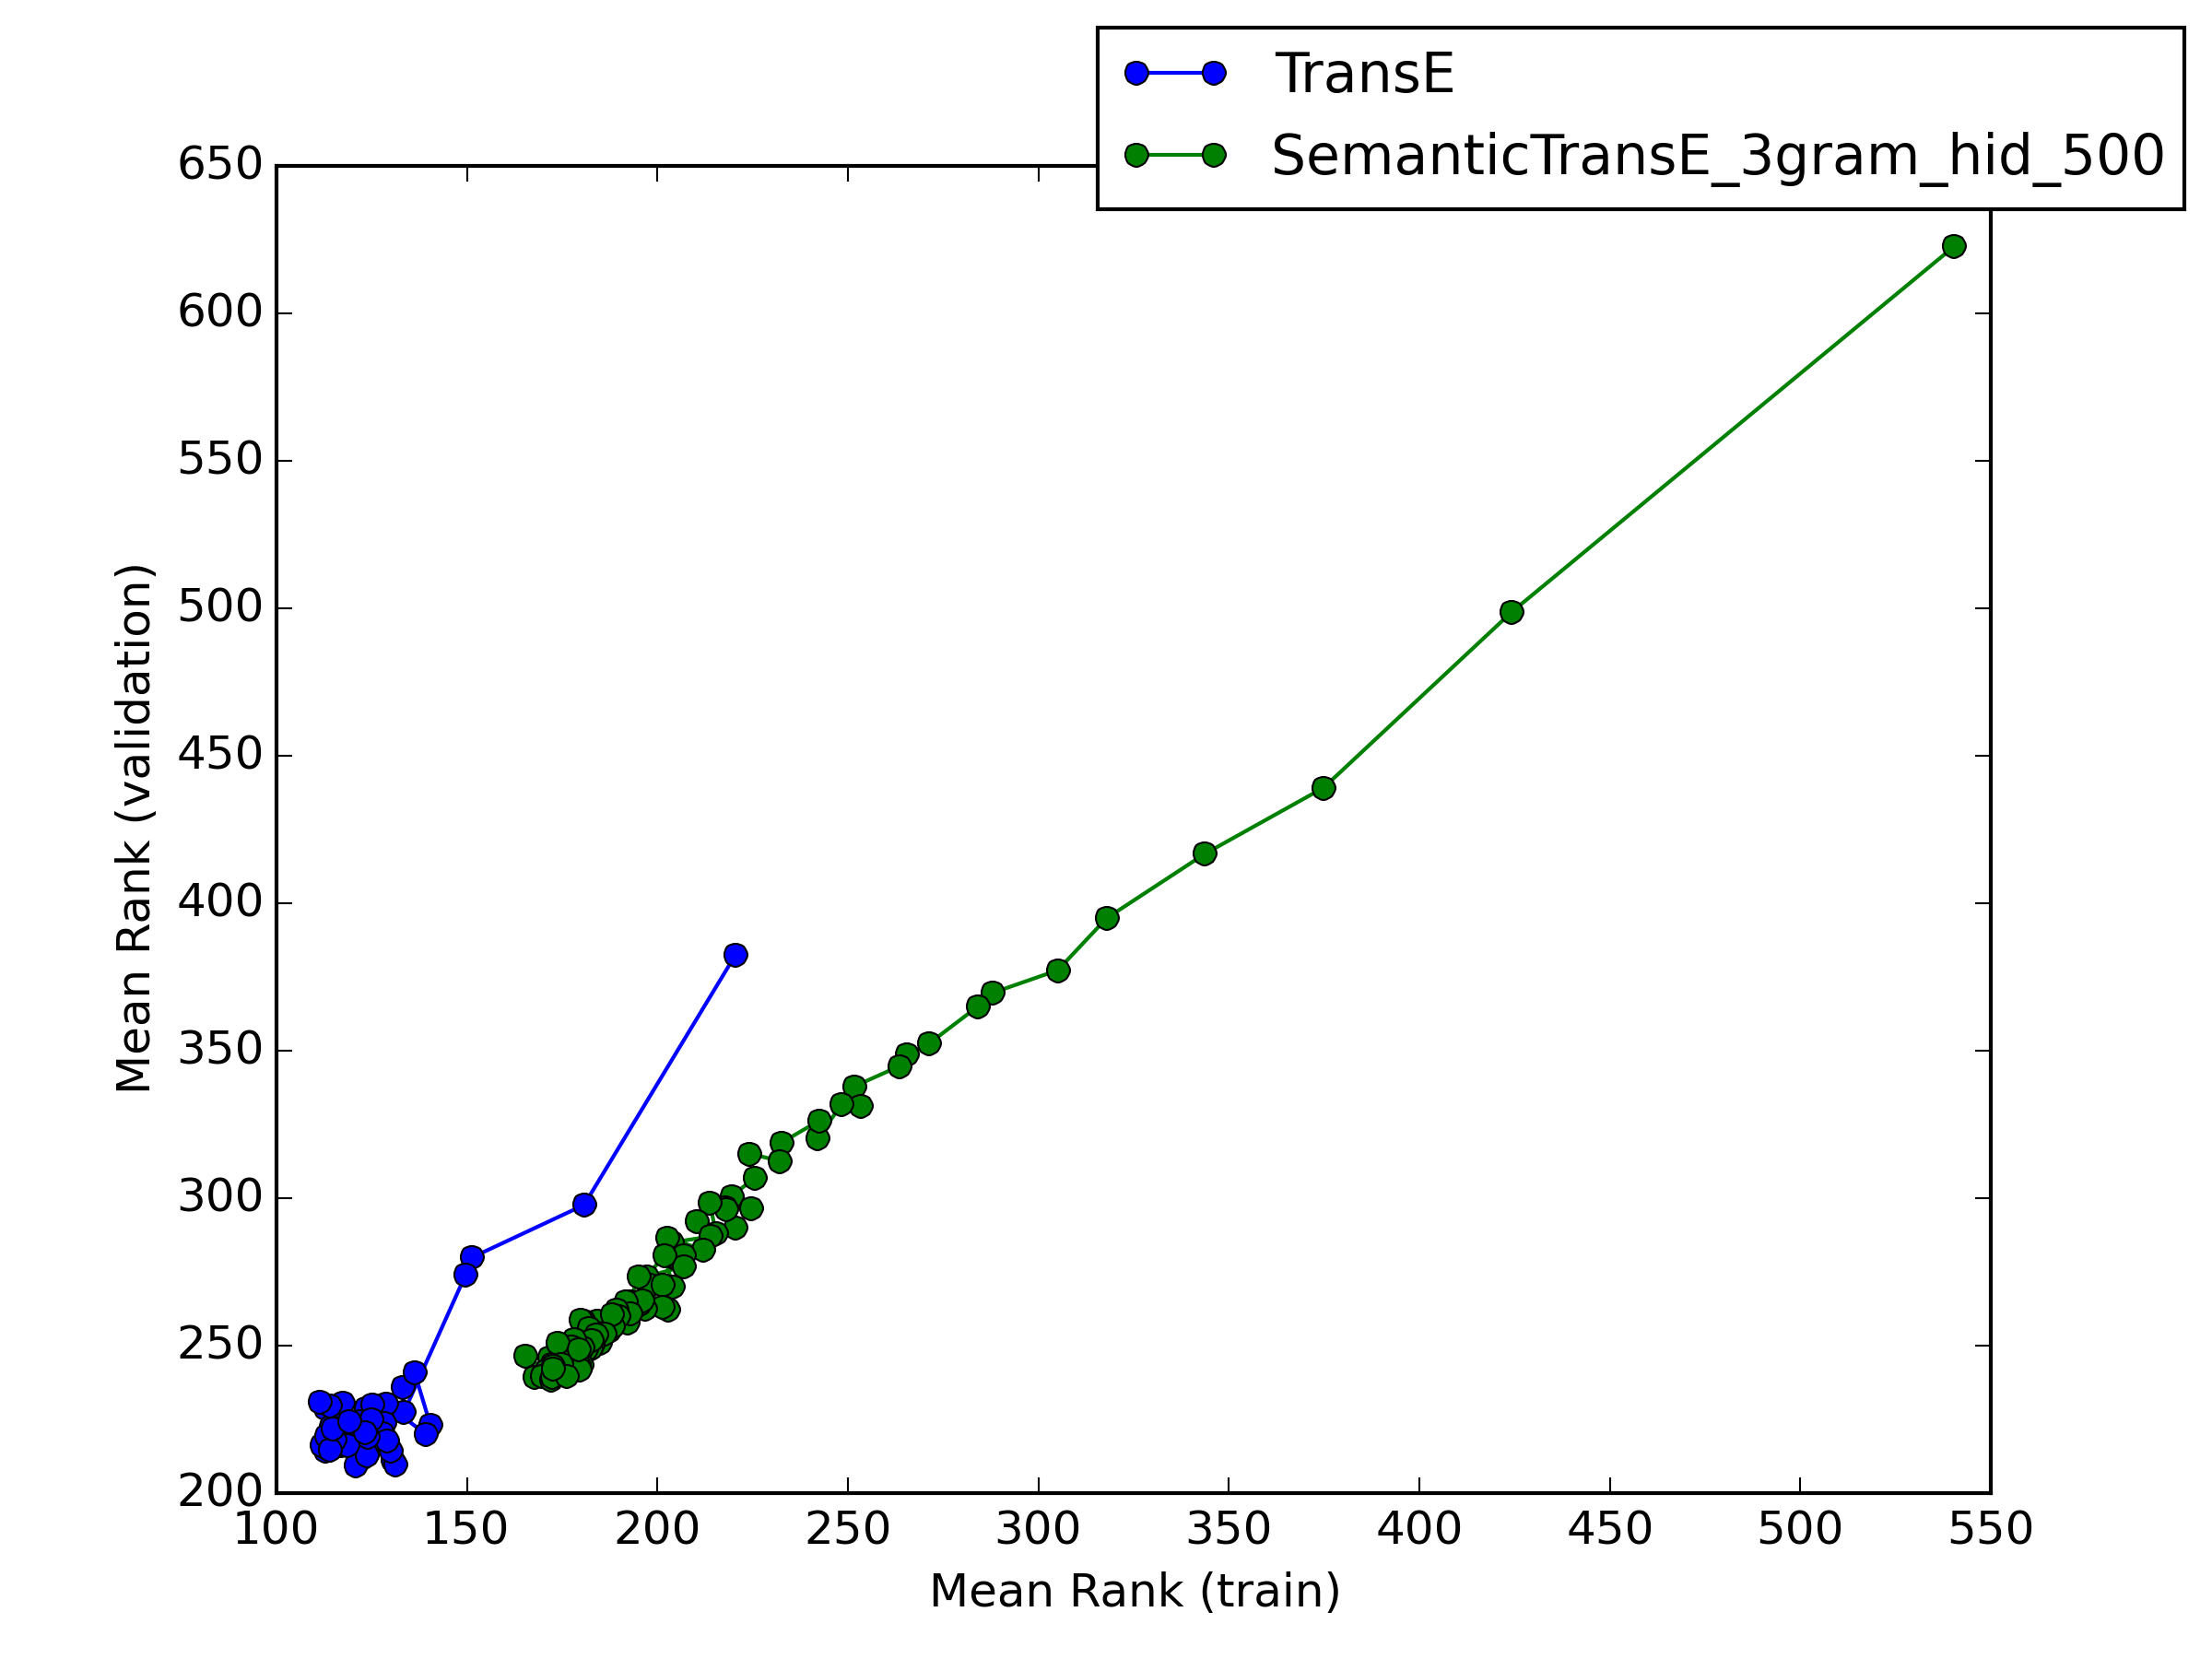 TransE
SemanticTransE_3gram_hid_500
650
600
550
500
450
400
350
300
250
200
Mean Rank (validation)
100 150 200 250 300 350 400 450 500 550
Mean Rank (train)